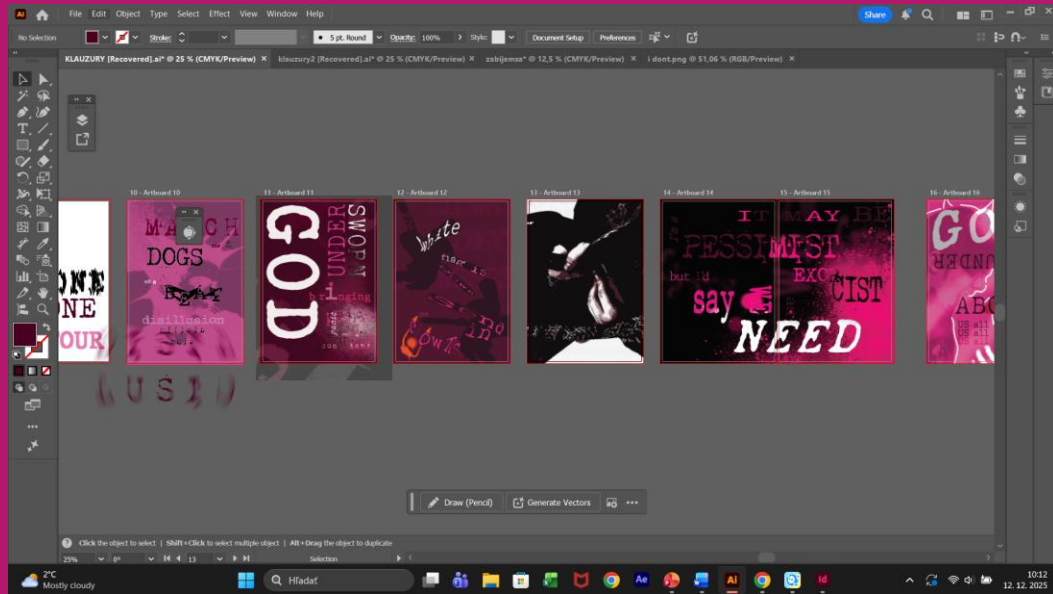 File Edit Object Type Select Effect View Window Help
Share
No Selection
Stroke:
5 pt. Round
Opacity: 100%
Style:
Document Setup
Preferences
KLAUZURY [Recovered].ai* @ 25 % (CMYK/Preview)
klauzury2 [Recovered].ai* @ 25 % (CMYK/Preview)
zabijemsa* @ 12,5 % (CMYK/Preview)
i dont.png @ 51,06 % (RGB/Preview)
10 - Artboard 10
11 - Artboard 11
12 - Artboard 12
13 - Artboard 13
14 - Artboard 14
15 - Artboard 15
16 - Artboard 16
ONE
OUR
DOGS
disillusion
GOD
UNDER
SWORN
white
IT MAY BE
PESSIMIST
but i'd
EXO
CIST
say
NEED
GO
UNDER
ABO
Draw (Pencil)
Generate Vectors
Click the object to select | Shift+Click to select multiple object | Alt+Drag the object to duplicate
25%
0°
13
Selection
2°C
Mostly cloudy
Hľadať
10:12
12. 12. 2025